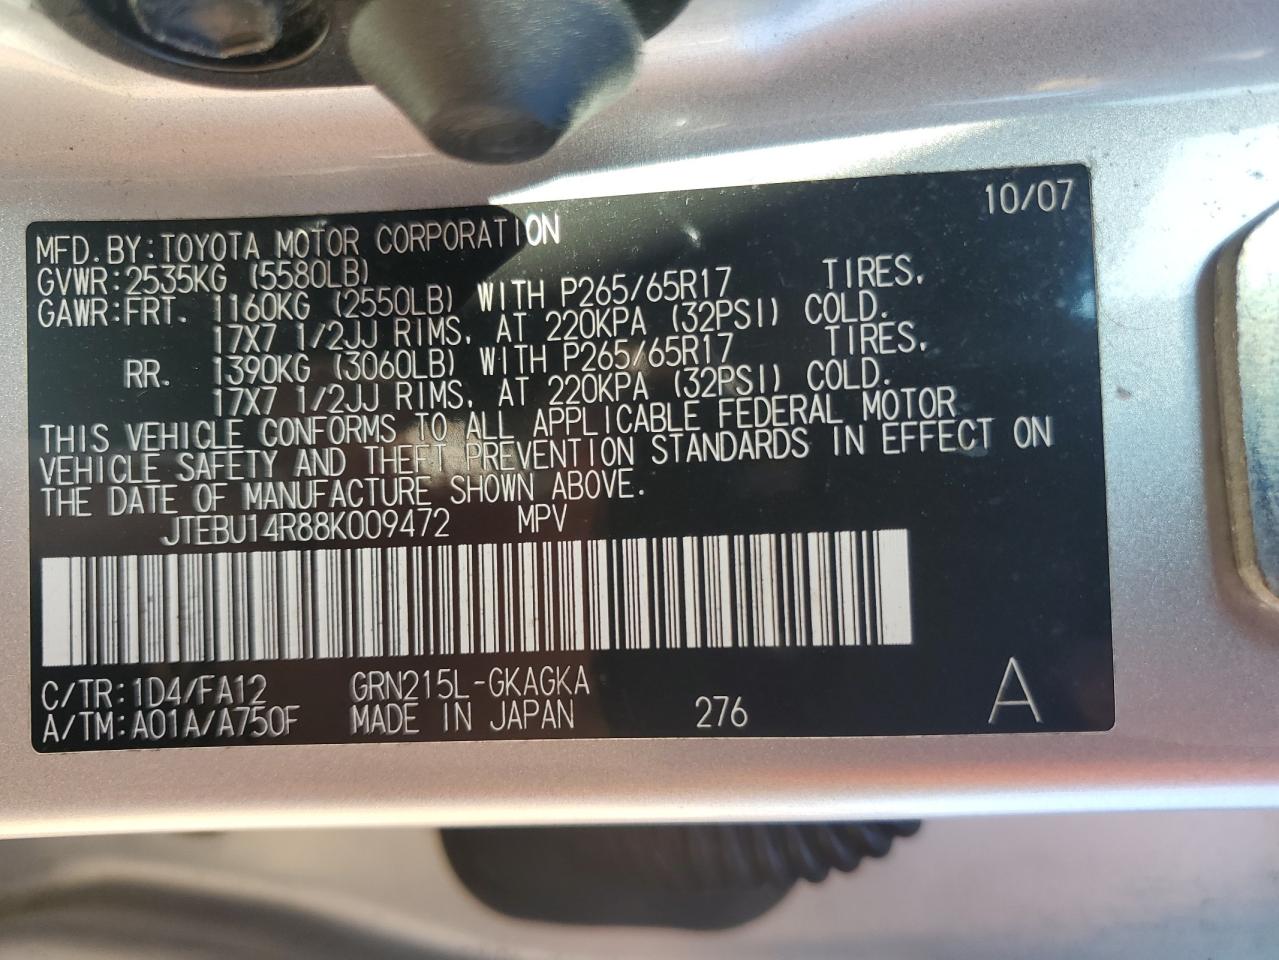 10/07
MFD.BY:TOYOTA MOTOR CORPORATION
GVWR:2535KG (5580LB)
GAWR:FRT. 1160KG (2550LB) WITH P265/65R17 TIRES,
17X7 1/2JJ RIMS, AT 220KPA (32PSI) COLD.
RR. 1390KG (3060LB) WITH P265/65R17 TIRES,
17X7 1/2JJ RIMS, AT 220KPA (32PSI) COLD.
THIS VEHICLE CONFORMS TO ALL APPLICABLE FEDERAL MOTOR
VEHICLE SAFETY AND THEFT PREVENTION STANDARDS IN EFFECT ON
THE DATE OF MANUFACTURE SHOWN ABOVE.
JTEBU14R88K009472 MPV
C/TR:1D4/FA12 GRN215L-GKAGKA
A/TM:A01A/A750F MADE IN JAPAN 276 A